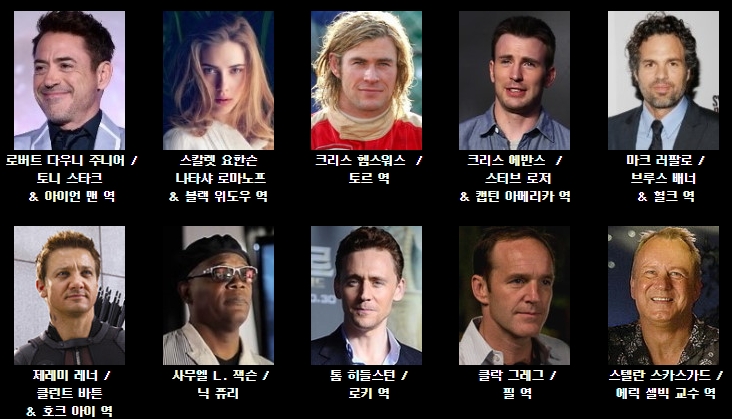 로버트 다우니 주니어 /
토니 스타크
& 아이언 맨 역
스칼렛 요한슨
나타샤 로마노프
& 블랙 위도우 역
크리스 헴스워스 /
토르 역
크리스 에반스 /
스티브 로저
& 캡틴 아메리카 역
마크 러팔로 /
브루스 배너
& 헐크 역
제레미 레너 /
클린트 바튼
& 호크 아이 역
사무엘 L. 잭슨 /
닉 퓨리
톰 히들스턴 /
로키 역
클락 그레그 /
필 역
스텔란 스카스가드 /
에릭 셀빅 교수 역